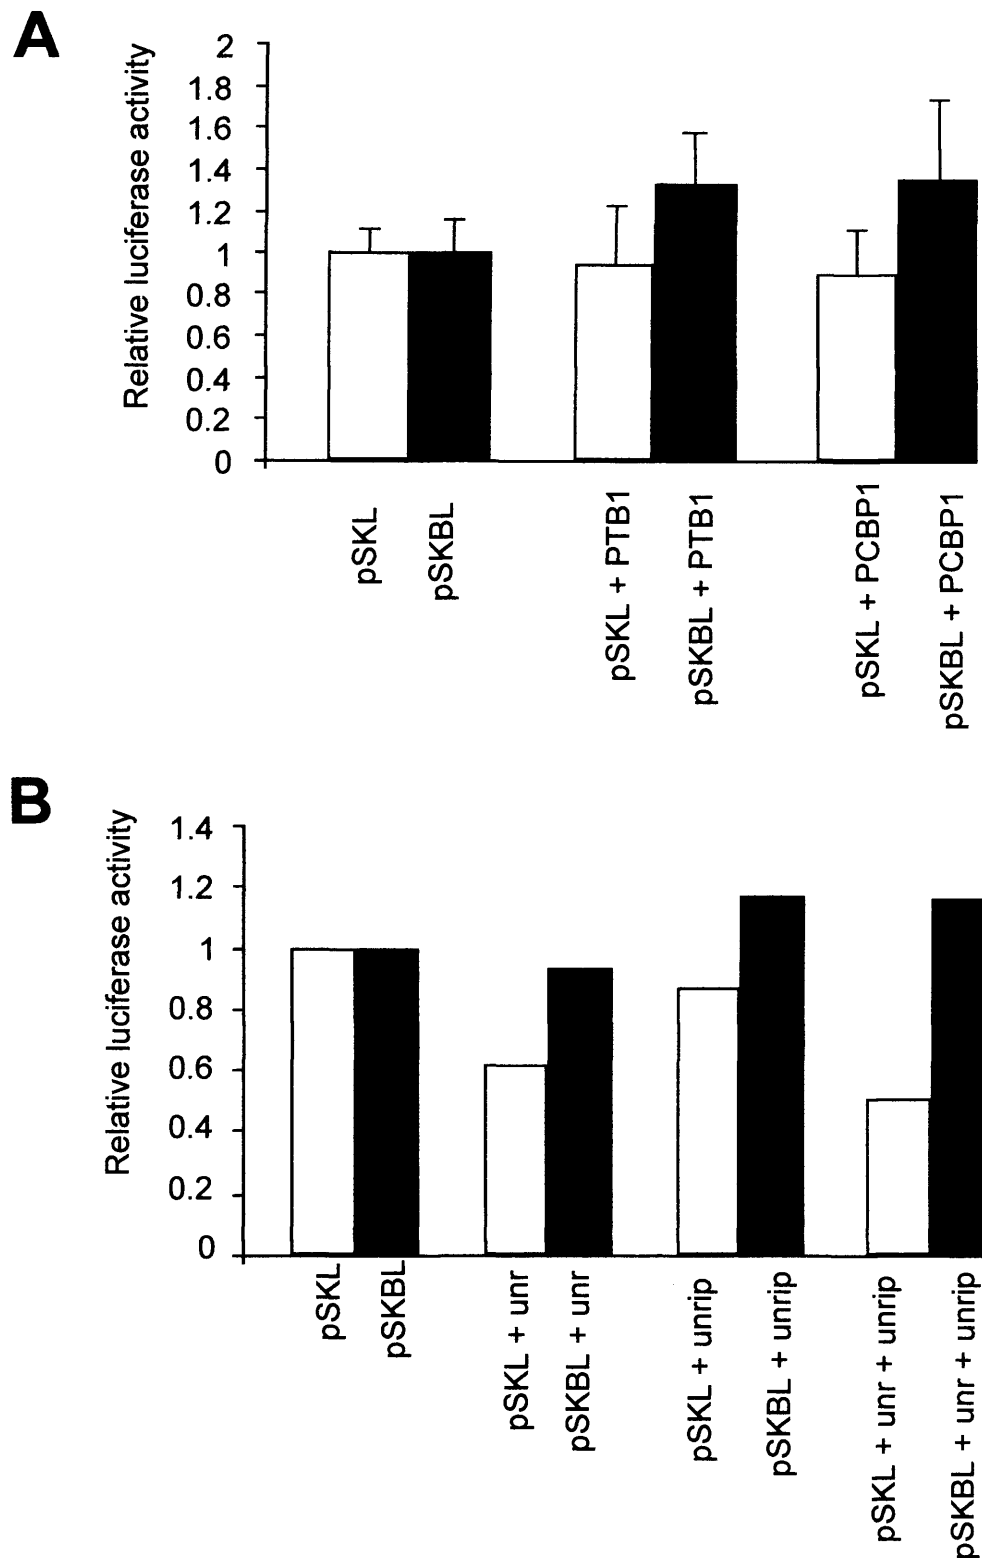 A
Relative luciferase activity
2
1.8
1.6
1.4
1.2
1
0.8
0.6
0.4
0.2
0
pSKL
pSKBL
pSKL + PTB1
pSKBL + PTB1
pSKL + PCBP1
pSKBL + PCBP1
B
Relative luciferase activity
1.4
1.2
1
0.8
0.6
0.4
0.2
0
pSKL
pSKBL
pSKL + unr
pSKBL + unr
pSKL + unrip
pSKBL + unrip
pSKL + unr + unrip
pSKBL + unr + unrip